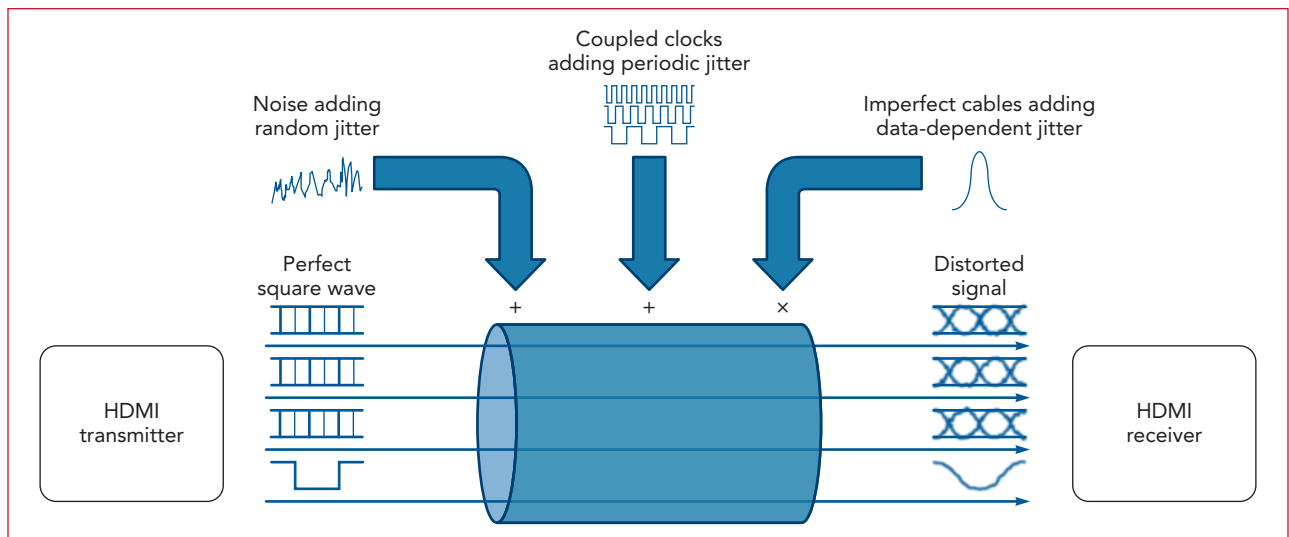 Coupled clocks
adding periodic jitter
Noise adding
random jitter
Imperfect cables adding
data-dependent jitter
Perfect
square wave
Distorted
signal
+
+
×
HDMI
transmitter
HDMI
receiver